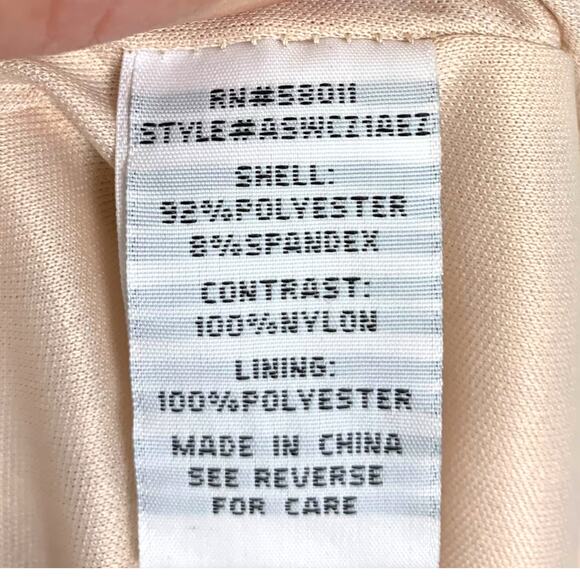 RN#59011
STYLE#ASWCZ1AEZ
SHELL:
92%POLYESTER
8%SPANDEX
CONTRAST:
100%NYLON
LINING:
100%POLYESTER
MADE IN CHINA
SEE REVERSE
FOR CARE